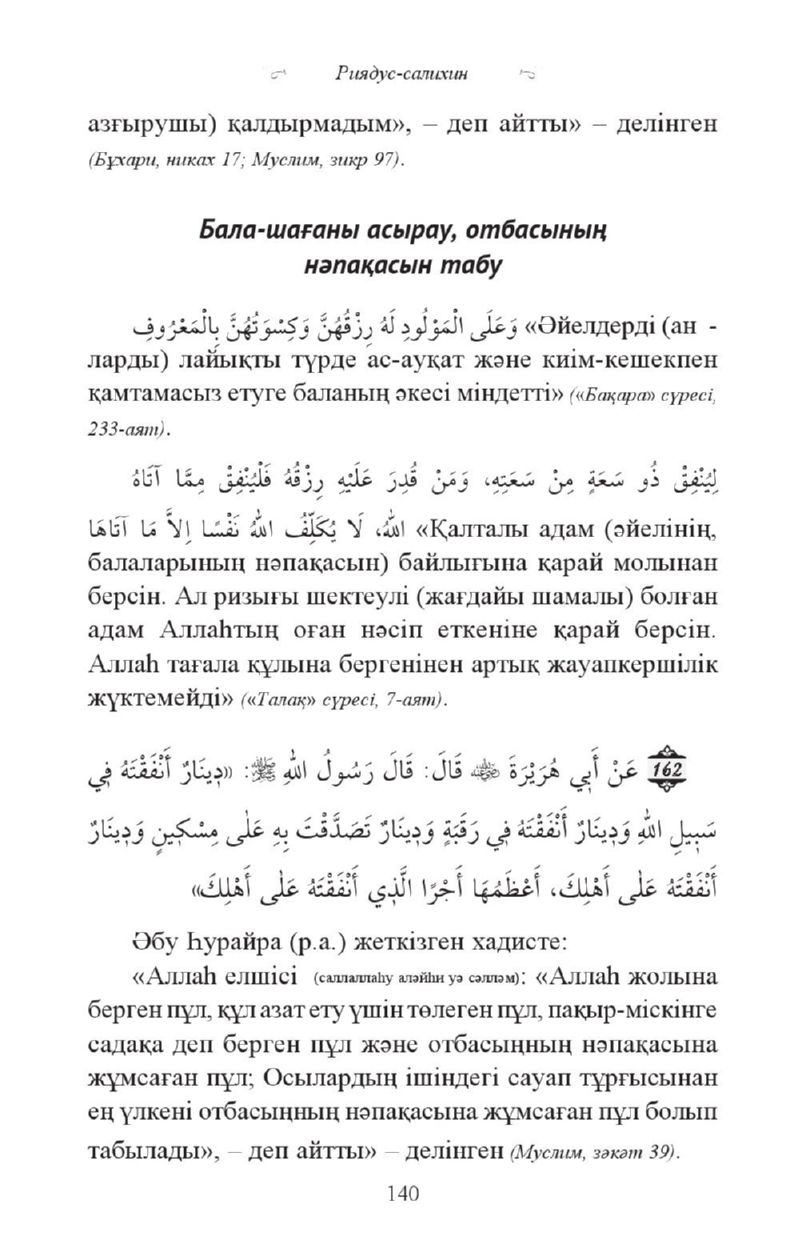 Риядус-салихин
азғырушы) қалдырмадым», – деп айтты» – делінген
(Бұхари, никах 17; Муслим, зикр 97).
Бала-шағаны асырау, отбасының
нәпақасын табу
وَعَلَى الْمَوْلُودِ لَهُ رِزْقُهُنَّ وَكِسْوَتُهُنَّ بِالْمَعْرُوفِ «Әйелдерді (ан -
ларды) лайықты түрде ас-ауқат және киім-кешекпен
қамтамасыз етуге баланың әкесі міндетті» («Бақара» сүресі,
233-аят).
لِيُنْفِقْ ذُو سَعَةٍ مِنْ سَعَتِهِ، وَمَنْ قُدِرَ عَلَيْهِ رِزْقُهُ فَلْيُنْفِقْ مِمَّا آتَاهُ
اللهُ، لَا يُكَلِّفُ اللهُ نَفْسًا إِلاَّ مَا آتَاهَا «Қалталы адам (әйелінің,
балаларының нәпақасын) байлығына қарай молынан
берсін. Ал ризығы шектеулі (жағдайы шамалы) болған
адам Аллаһтың оған нәсіп еткеніне қарай берсін.
Аллаһ тағала құлына бергенінен артық жауапкершілік
жүктемейді» («Талақ» сүресі, 7-аят).
162 عَنْ أَبِي هُرَيْرَةَ ﵁ قَالَ: قَالَ رَسُولُ اللهِ ﷺ: «دِينَارٌ أَنْفَقْتَهُ فِي
سَبِيلِ اللهِ وَدِينَارٌ أَنْفَقْتَهُ فِي رَقَبَةٍ وَدِينَارٌ تَصَدَّقْتَ بِهِ عَلَى مِسْكِينٍ وَدِينَارٌ
أَنْفَقْتَهُ عَلَى أَهْلِكَ، أَعْظَمُهَا أَجْرًا الَّذِي أَنْفَقْتَهُ عَلَى أَهْلِكَ»
Әбу Һурайра (р.а.) жеткізген хадисте:
«Аллаһ елшісі (саллаллаһу аләйһи уә сәлләм): «Аллаһ жолына
берген пұл, құл азат ету үшін төлеген пұл, пақыр-міскінге
садақа деп берген пұл және отбасыңның нәпақасына
жұмсаған пұл; Осылардың ішіндегі сауап тұрғысынан
ең үлкені отбасыңның нәпақасына жұмсаған пұл болып
табылады», – деп айтты» – делінген (Муслим, зәкәт 39).
140